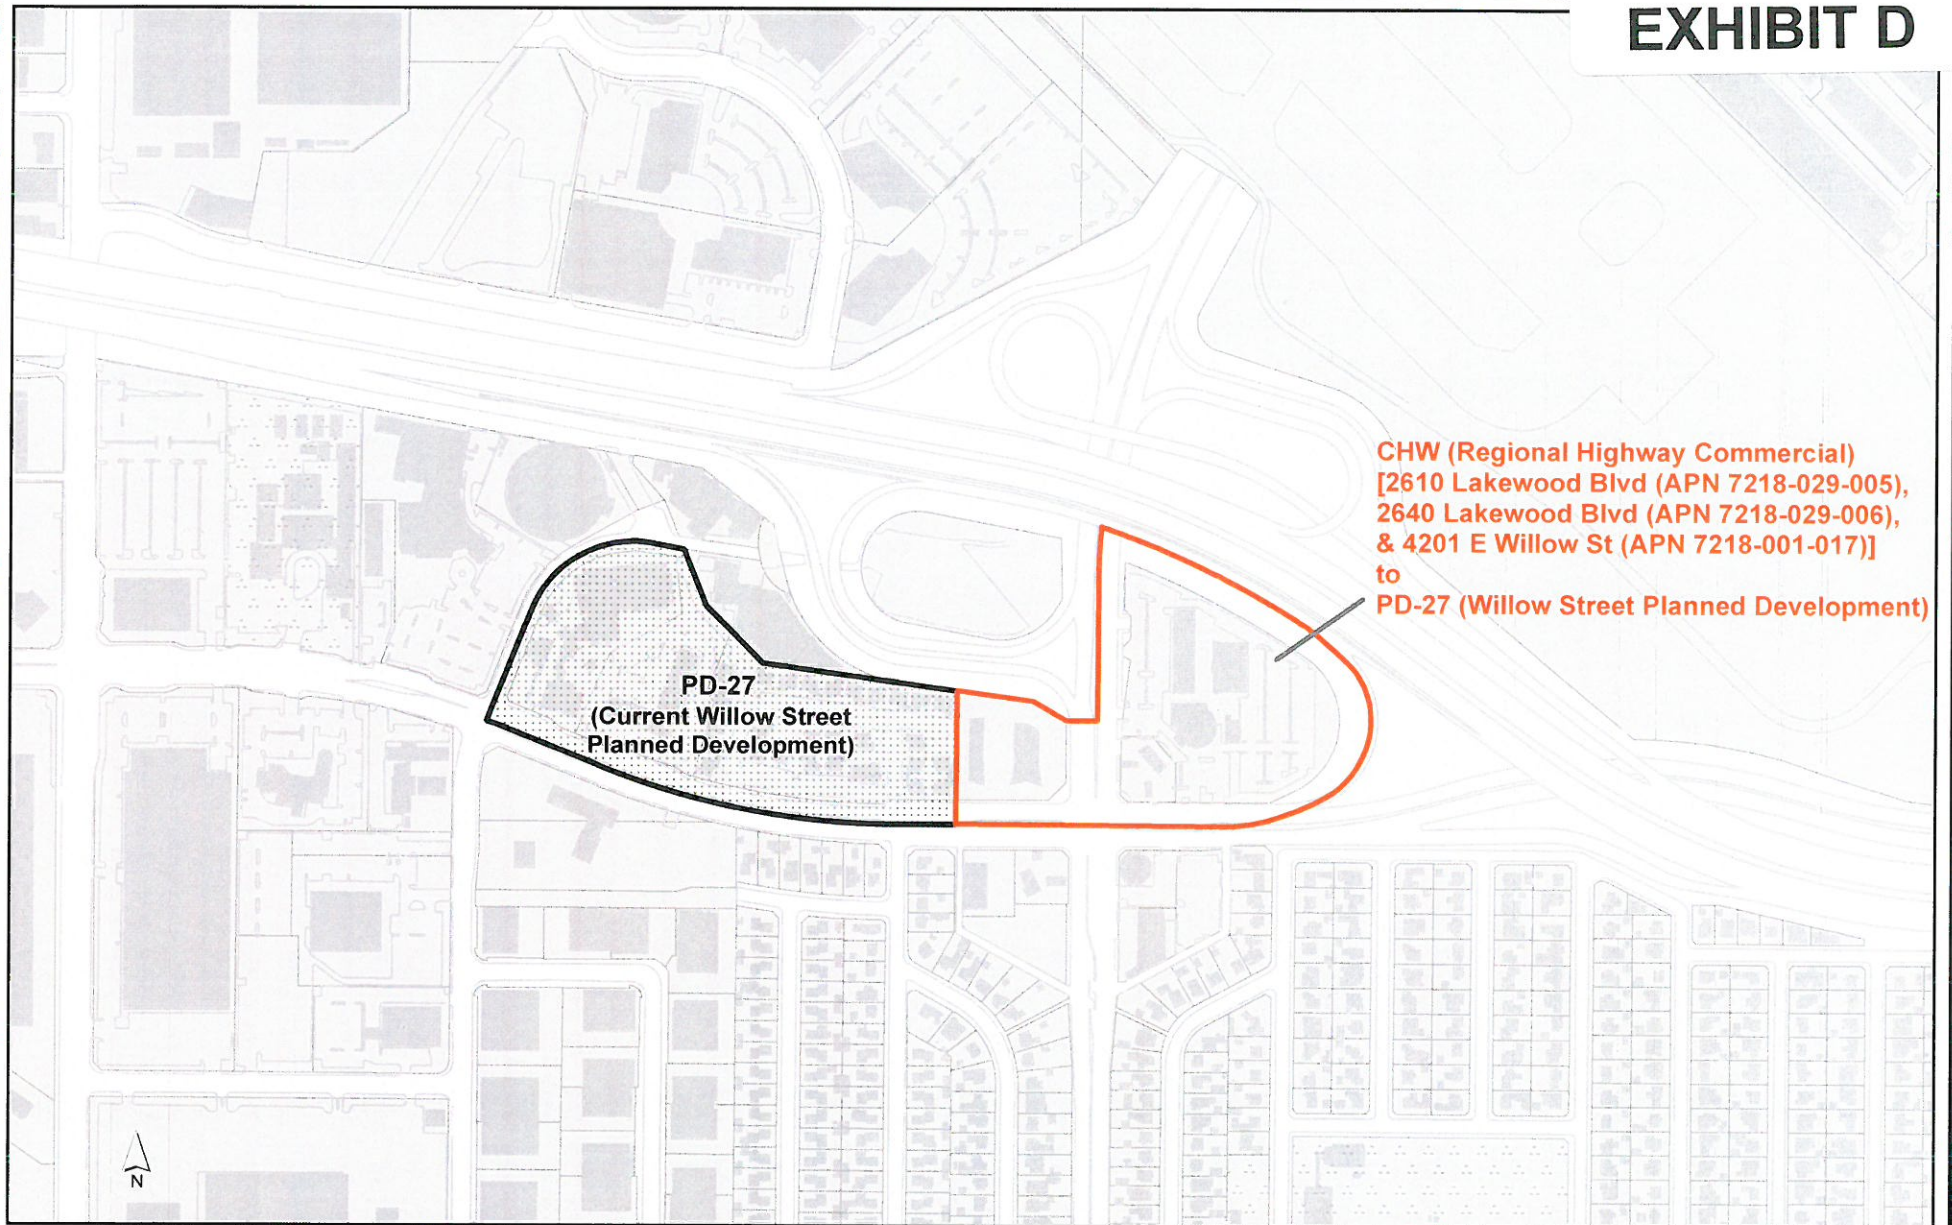 EXHIBIT D
CHW (Regional Highway Commercial)
[2610 Lakewood Blvd (APN 7218-029-005),
2640 Lakewood Blvd (APN 7218-029-006),
& 4201 E Willow St (APN 7218-001-017)]
to
PD-27 (Willow Street Planned Development)
PD-27
(Current Willow Street
Planned Development)
N